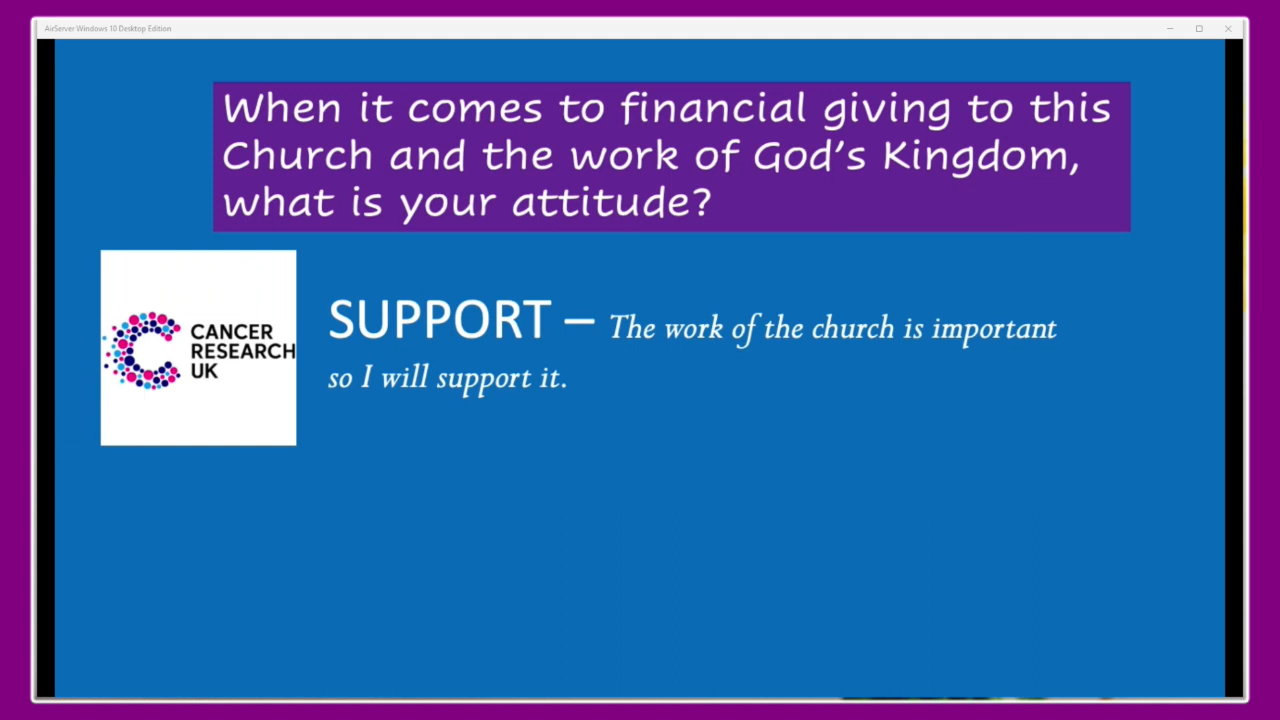 AirServer Windows 10 Desktop Edition
When it comes to financial giving to this
Church and the work of God's Kingdom,
what is your attitude?
CANCER
RESEARCH
UK
SUPPORT – The work of the church is important
so I will support it.